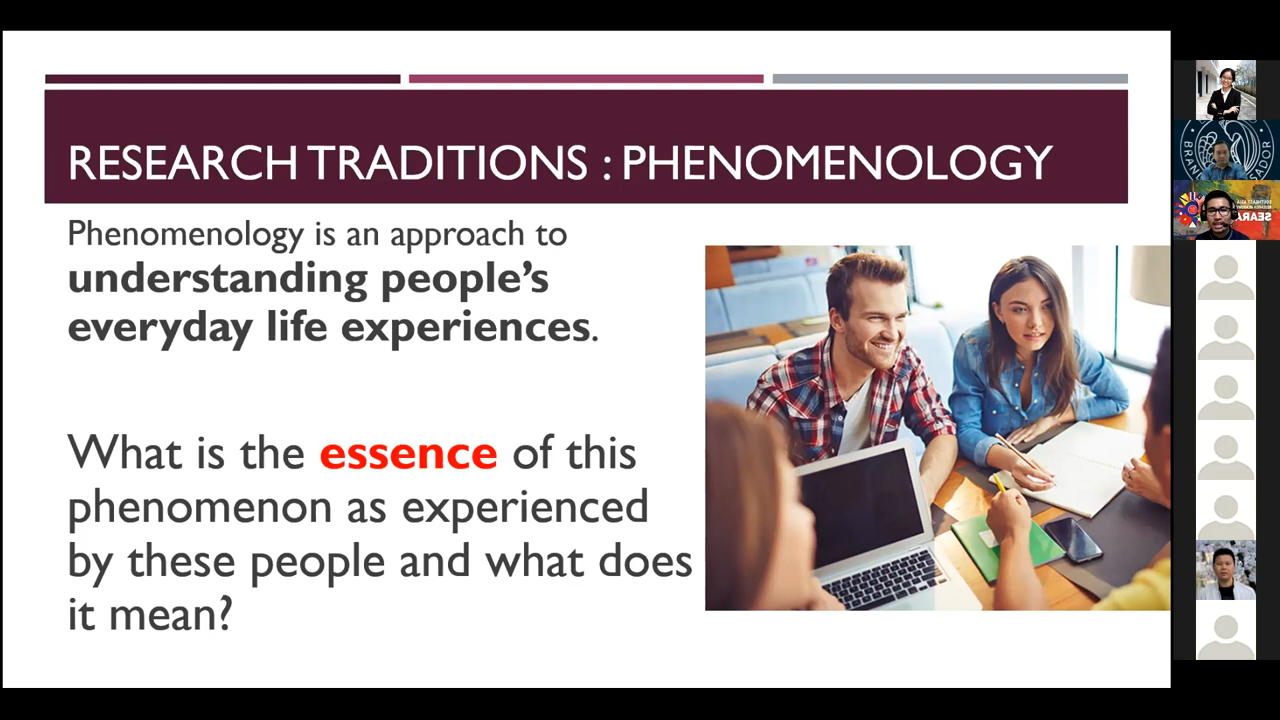 RESEARCH TRADITIONS : PHENOMENOLOGY
Phenomenology is an approach to
understanding people’s
everyday life experiences.
What is the essence of this
phenomenon as experienced
by these people and what does
it mean?